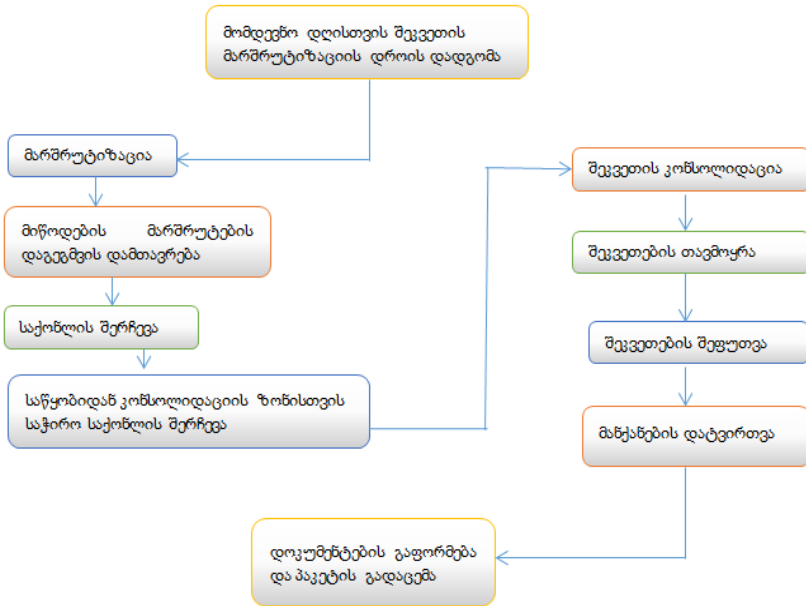 მომდევნო დღისთვის შეკვეთის
მარშრუტიზაციის დროის დადგომა
მარშრუტიზაცია
მიწოდების მარშრუტების
დაგეგმვის დამთავრება
საქონლის შერჩევა
საწყობიდან კონსოლიდაციის ზონისთვის
საჭირო საქონლის შერჩევა
შეკვეთის კონსოლიდაცია
შეკვეთების თავმოყრა
შეკვეთების შეფუთვა
მანქანების დატვირთვა
დოკუმენტების გაფორმება
და პაკეტის გადაცემა